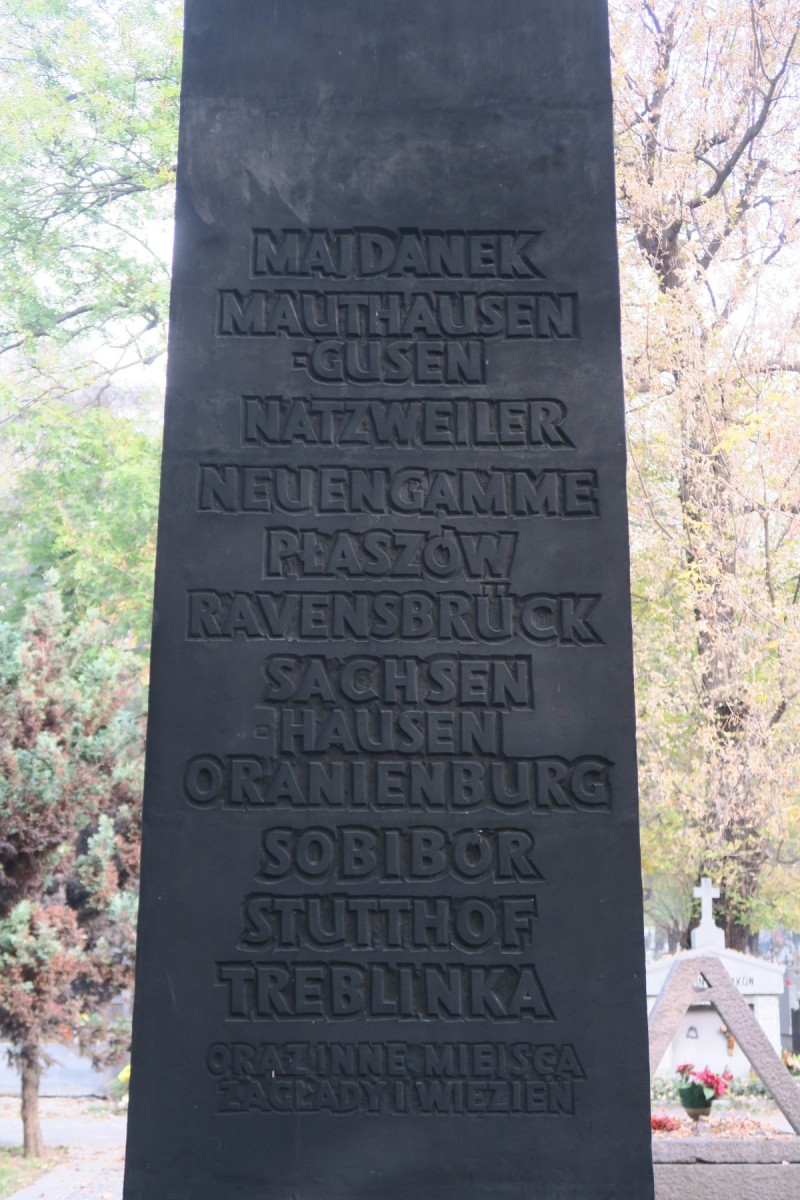 MAJDANEK
MAUTHAUSEN
-GUSEN
NATZWEILER
NEUENGAMME
PŁASZÓW
RAVENSBRÜCK
SACHSEN
-HAUSEN
ORANIENBURG
SOBIBÓR
STUTTHOF
TREBLINKA
ORAZ INNE MIEJSCA
ZAGŁADY I WIĘZIEŃ